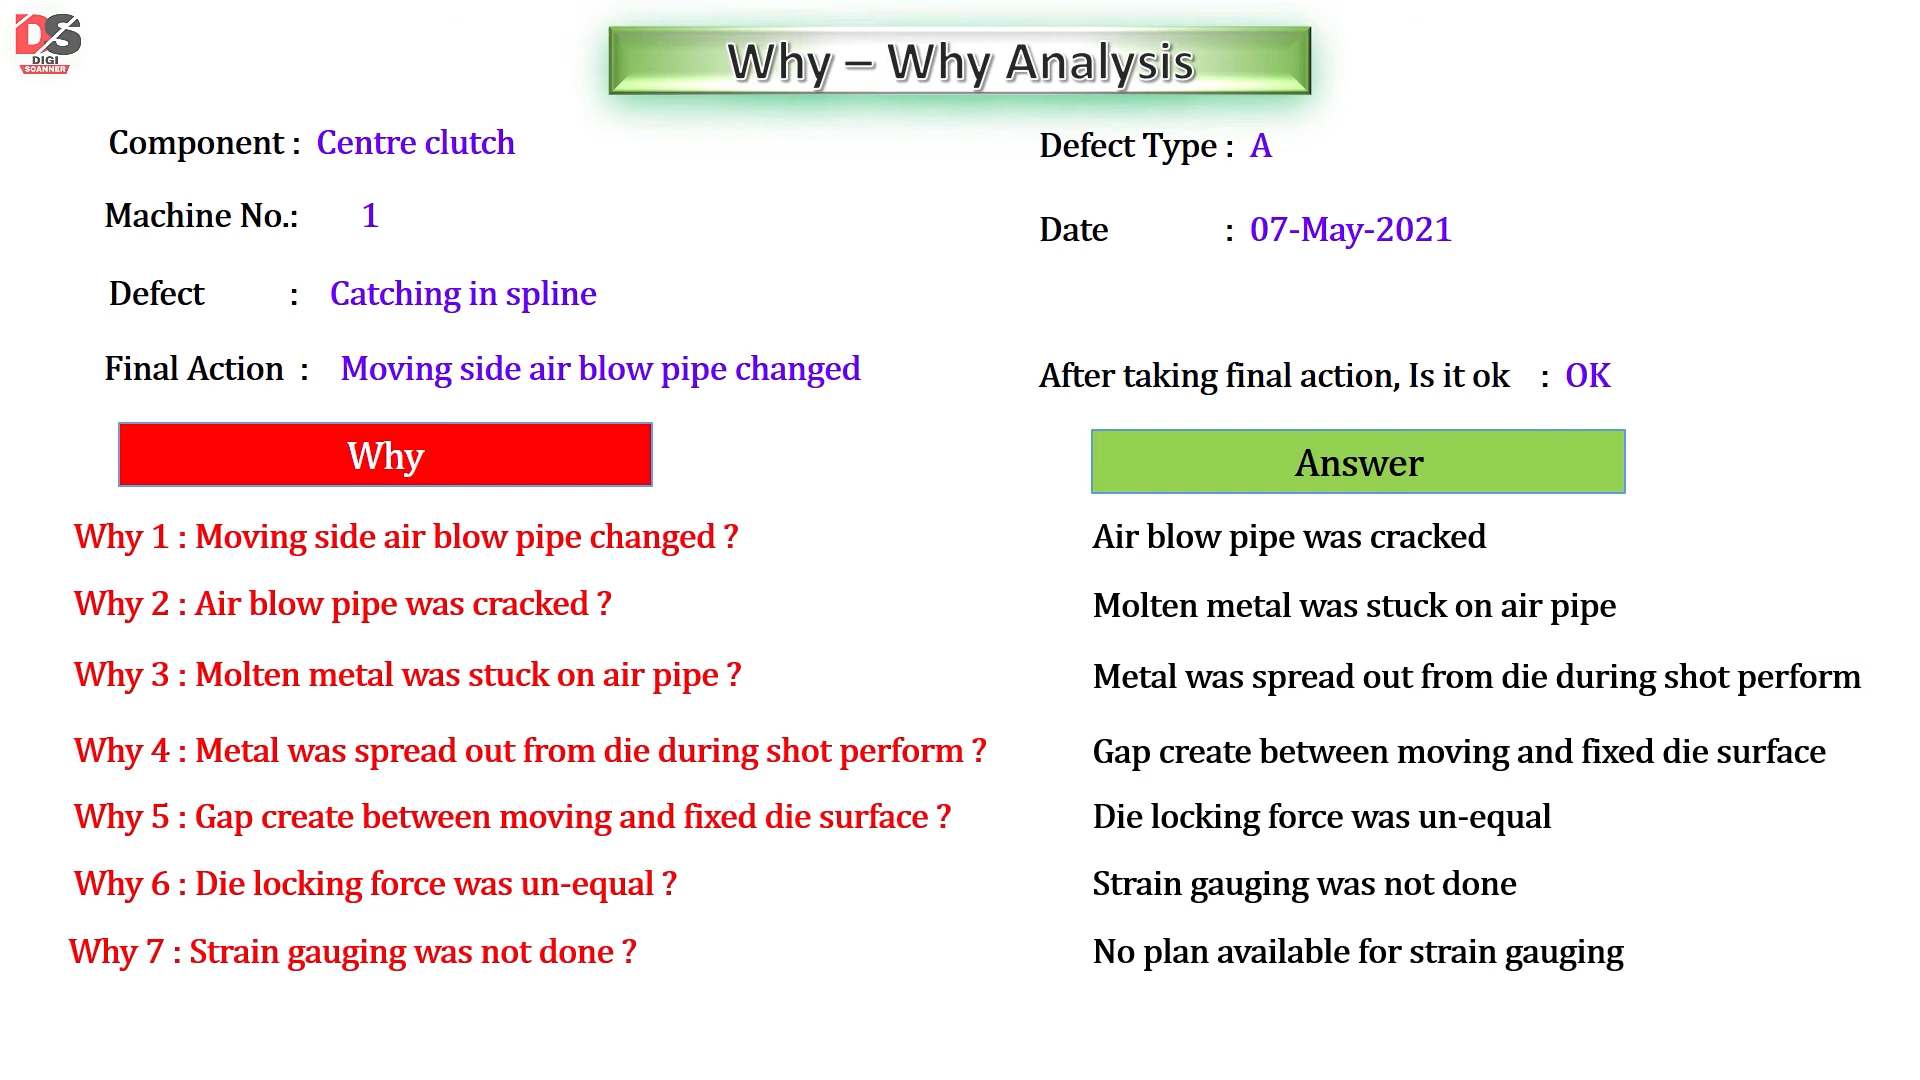 DS
DIGI
SCANNER
Why – Why Analysis
Component : Centre clutch
Defect Type : A
Machine No.: 1
Date : 07-May-2021
Defect : Catching in spline
Final Action : Moving side air blow pipe changed
After taking final action, Is it ok : OK
Why
Answer
Why 1 : Moving side air blow pipe changed ?
Air blow pipe was cracked
Why 2 : Air blow pipe was cracked ?
Molten metal was stuck on air pipe
Why 3 : Molten metal was stuck on air pipe ?
Metal was spread out from die during shot perform
Why 4 : Metal was spread out from die during shot perform ?
Gap create between moving and fixed die surface
Why 5 : Gap create between moving and fixed die surface ?
Die locking force was un-equal
Why 6 : Die locking force was un-equal ?
Strain gauging was not done
Why 7 : Strain gauging was not done ?
No plan available for strain gauging